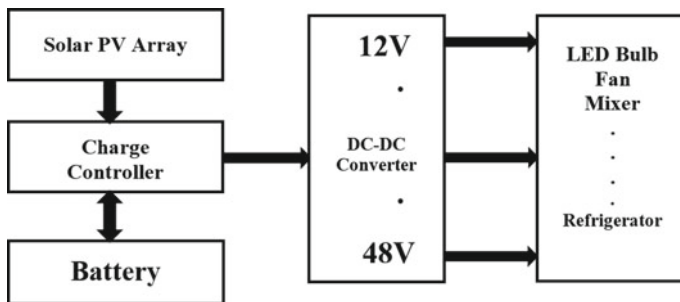 Solar PV Array
Charge
Controller
Battery
12V
.
DC-DC
Converter
.
48V
LED Bulb
Fan
Mixer
.
.
.
.
Refrigerator